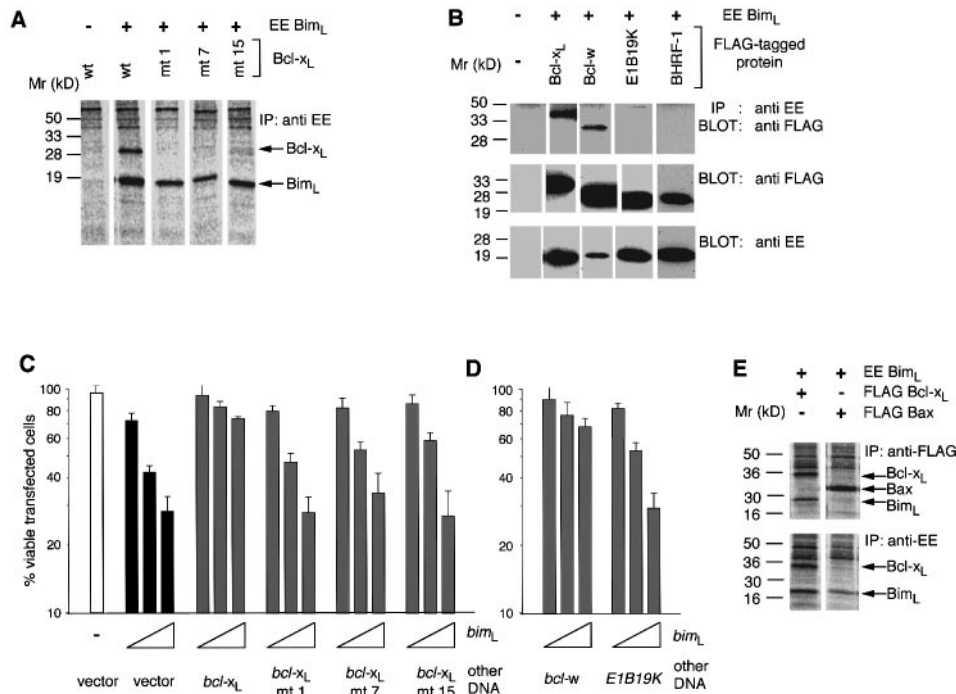 A
- + + + + EE BimL
wt wt mt 1 mt 7 mt 15 Bcl-xL
Mr (kD)
50
33
28
19
IP: anti EE
Bcl-xL
BimL
B
- + + + + EE BimL
- Bcl-xL Bcl-w E1B19K BHRF-1 FLAG-tagged protein
Mr (kD)
50
33
28
IP : anti EE
BLOT: anti FLAG
33
28
19
BLOT: anti FLAG
28
19
BLOT: anti EE
C
% viable transfected cells
100
80
60
40
20
10
- bimL
vector vector bcl-xL bcl-xL mt 1 bcl-xL mt 7 bcl-xL mt 15 other DNA
D
100
80
60
40
20
10
bimL
bcl-w E1B19K other DNA
E
+ + EE BimL
+ - FLAG Bcl-xL
Mr (kD) - + FLAG Bax
50
36
30
16
IP: anti-FLAG
Bcl-xL
Bax
BimL
50
36
30
16
IP: anti-EE
Bcl-xL
BimL